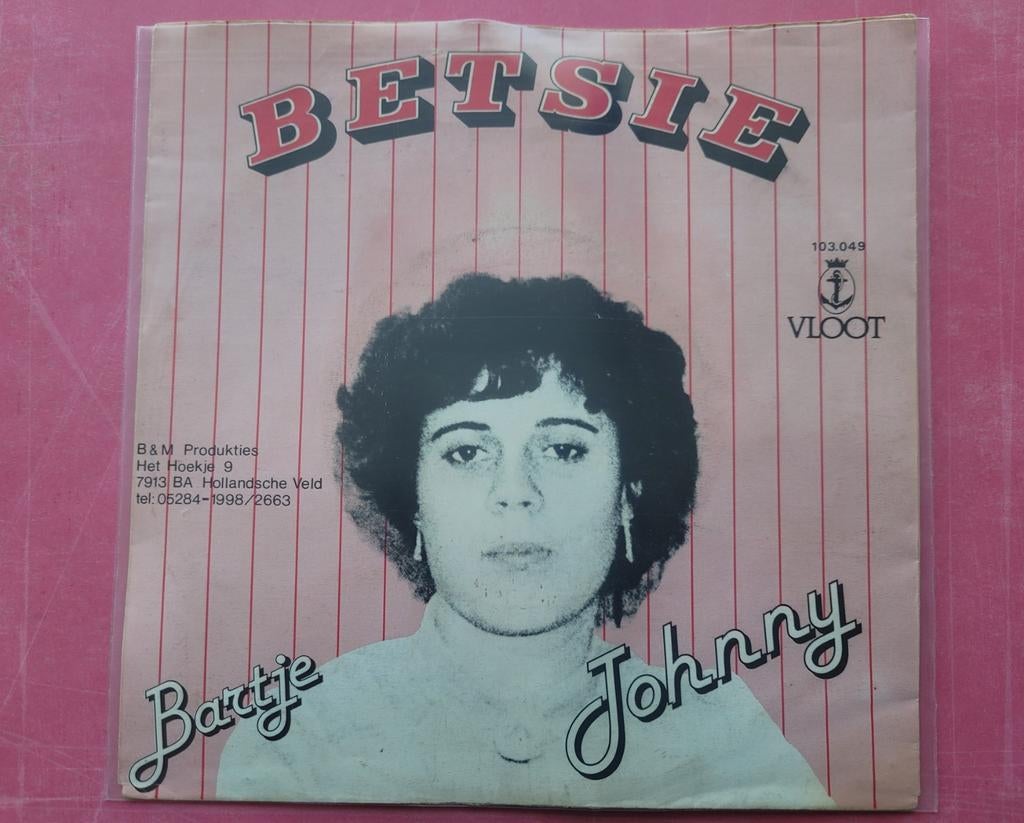 BETSIE
103.049
VLOOT
B & M Produkties
Het Hoekje 9
7913 BA Hollandsche Veld
tel: 05284-1998/2663
Bartje
Johnny